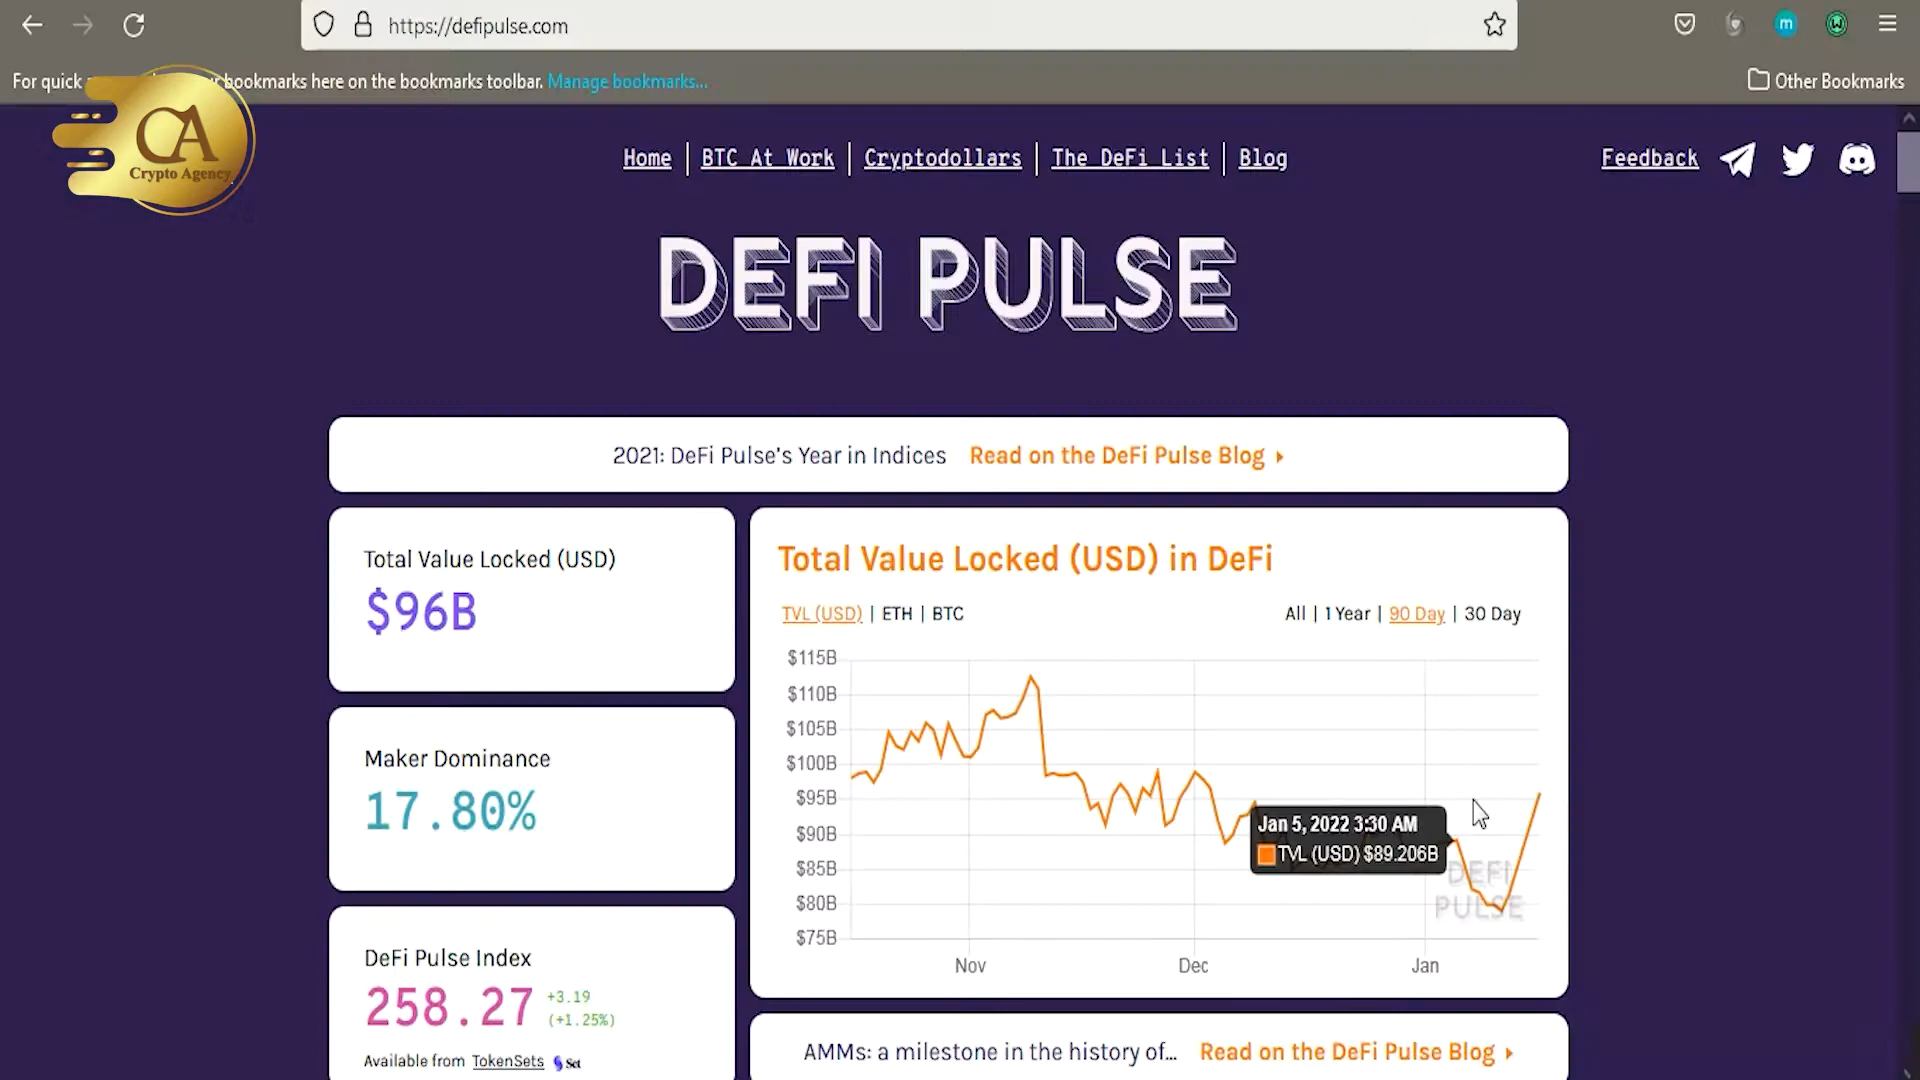 https://defipulse.com
For quick bookmarks here on the bookmarks toolbar. Manage bookmarks...
Other Bookmarks
CA
Crypto Agency
Home | BTC At Work | Cryptodollars | The DeFi List | Blog
Feedback
DEFI PULSE
2021: DeFi Pulse's Year in Indices Read on the DeFi Pulse Blog
Total Value Locked (USD)
$96B
Maker Dominance
17.80%
DeFi Pulse Index
258.27
+3.19
(+1.25%)
Available from TokenSets Set
Total Value Locked (USD) in DeFi
TVL (USD) | ETH | BTC
All | 1 Year | 90 Day | 30 Day
$115B
$110B
$105B
$100B
$95B
$90B
$85B
$80B
$75B
Jan 5, 2022 3:30 AM
TVL (USD) $89.206B
DEFI
PULSE
Nov
Dec
Jan
AMMs: a milestone in the history of... Read on the DeFi Pulse Blog